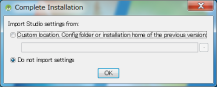 Complete Installation
Import Studio settings from:
Custom location. Config folder or installation home of the previous version:
Do not import settings
OK